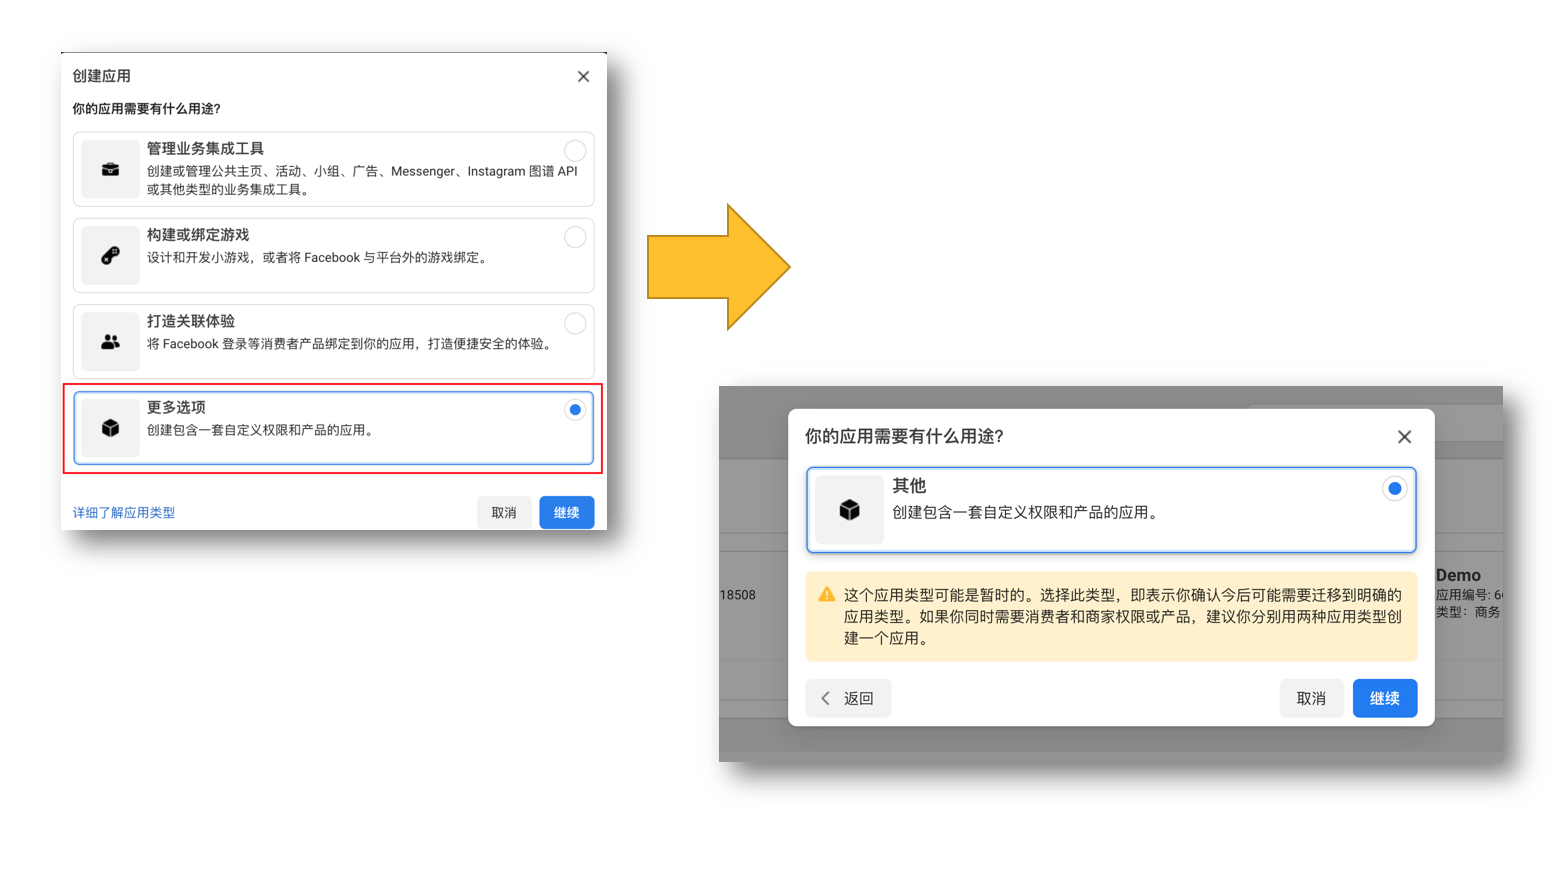 创建应用
你的应用需要有什么用途?
管理业务集成工具
创建或管理公共主页、活动、小组、广告、Messenger、Instagram 图谱 API
或其他类型的业务集成工具。
构建或绑定游戏
设计和开发小游戏，或者将 Facebook 与平台外的游戏绑定。
打造关联体验
将 Facebook 登录等消费者产品绑定到你的应用，打造便捷安全的体验。
更多选项
创建包含一套自定义权限和产品的应用。
详细了解应用类型
取消
继续
你的应用需要有什么用途?
其他
创建包含一套自定义权限和产品的应用。
这个应用类型可能是暂时的。选择此类型，即表示你确认今后可能需要迁移到明确的
应用类型。如果你同时需要消费者和商家权限或产品，建议你分别用两种应用类型创
建一个应用。
返回
取消
继续
18508
Demo
应用编号: 6
类型：商务